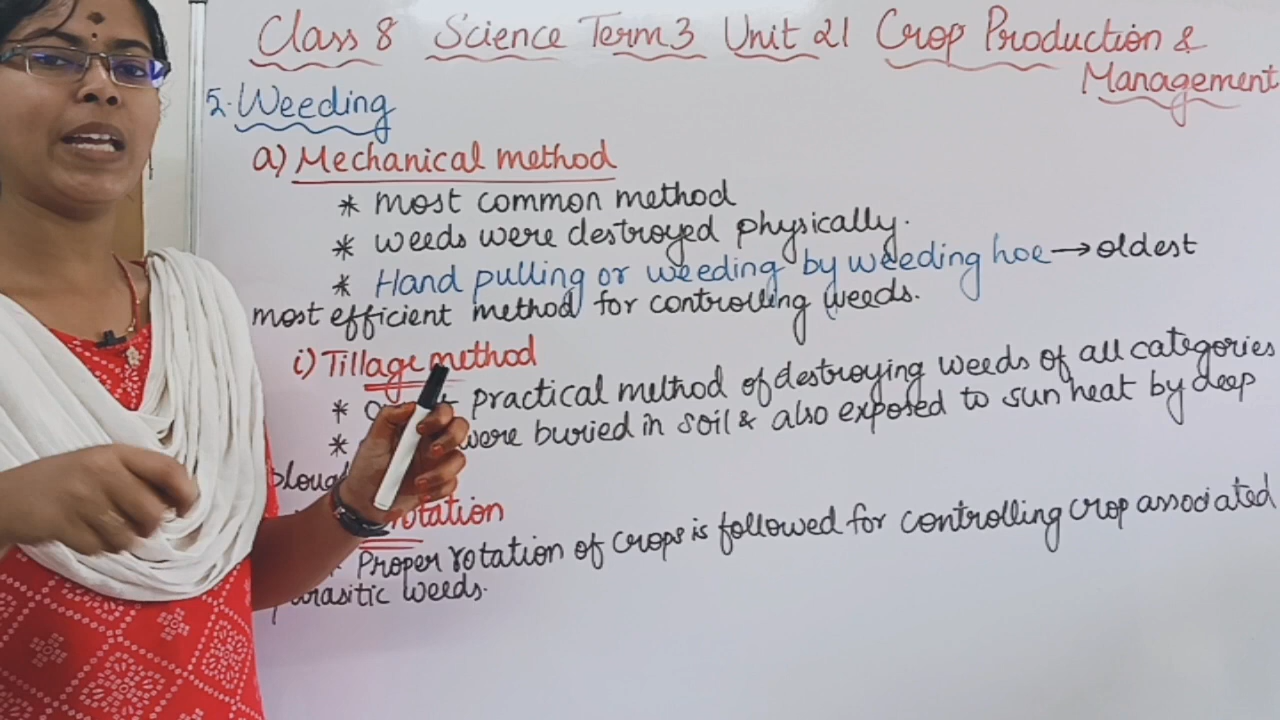 Class 8 Science Term 3 Unit 21 Crop Production &
Management
5. Weeding
a) Mechanical method
* most common method
* weeds were destroyed physically.
* Hand pulling or weeding by weeding hoe → oldest
most efficient method for controlling weeds.
i) Tillage method
* practical method of destroying weeds of all categories
* were buried in soil & also exposed to sun heat by deep
rotation
* Proper rotation of crops is followed for controlling crop associated
parasitic weeds.